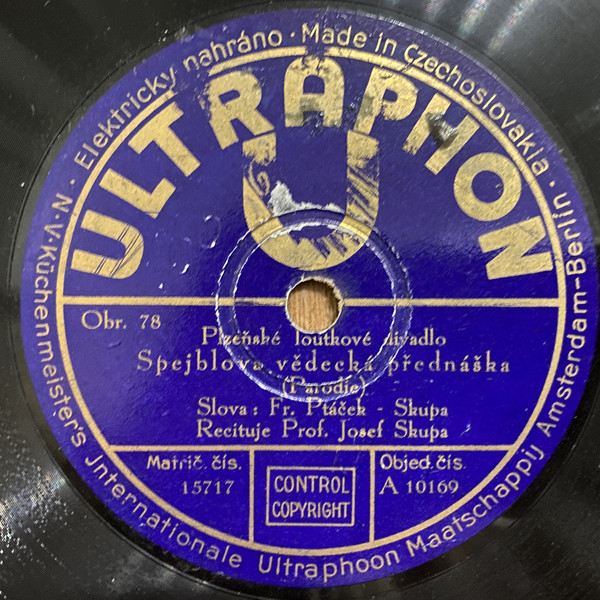 N·V·Küchenmeister's Jnternationale Ultraphoon Maatschappij Amsterdam-Berlin · Elektricky nahráno · Made in Czechoslovakia ·
ULTRAPHON
U
Obr. 78
Plzeňské loutkové divadlo
Spejblova vědecká přednáška
(Parodie)
Slova: Fr. Ptáček - Skupa
Recituje Prof. Josef Skupa
Matrič. čís.
15717
CONTROL
COPYRIGHT
Objed. čís.
A 10169